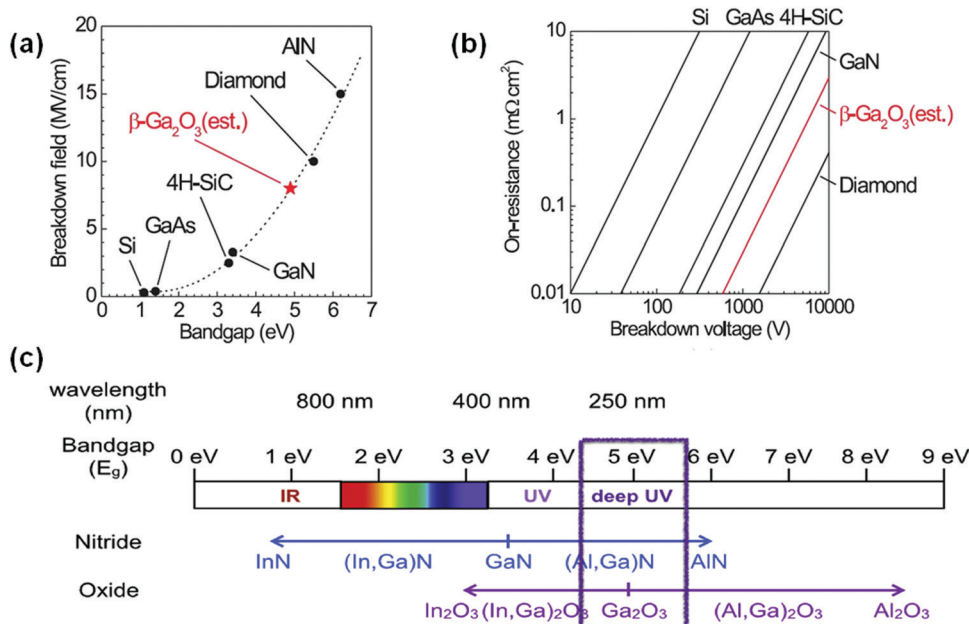 (a)
20
15
10
5
0
Breakdown field (MV/cm)
AlN
Diamond
β-Ga₂O₃(est.)
4H-SiC
GaAs
Si
GaN
0 1 2 3 4 5 6 7
Bandgap (eV)
(b)
Si GaAs 4H-SiC
GaN
β-Ga₂O₃(est.)
Diamond
10
1
0.1
0.01
On-resistance (mΩ cm²)
10 100 1000 10000
Breakdown voltage (V)
(c)
wavelength
(nm)
800 nm 400 nm 250 nm
Bandgap
(Eg)
0 eV 1 eV 2 eV 3 eV 4 eV 5 eV 6 eV 7 eV 8 eV 9 eV
IR UV deep UV
Nitride
InN (In,Ga)N GaN (Al,Ga)N AlN
Oxide
In₂O₃ (In,Ga)₂O₃ Ga₂O₃ (Al,Ga)₂O₃ Al₂O₃